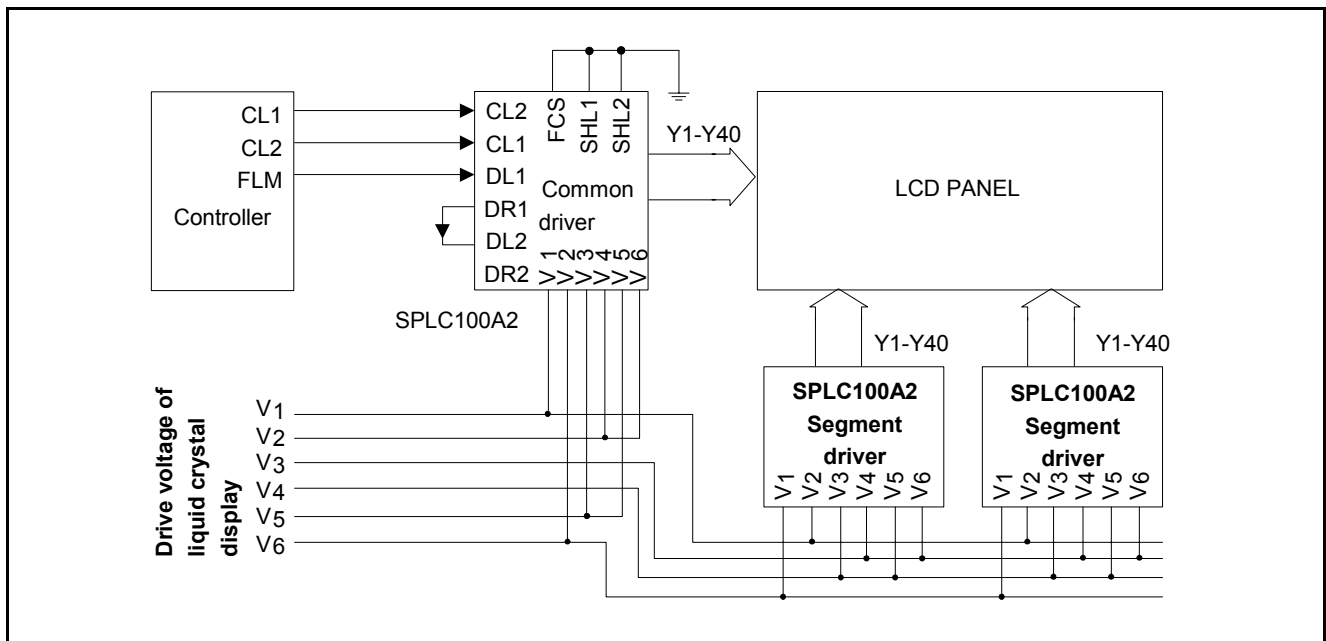 CL1
CL2
FLM
Controller
CL2
CL1
DL1
DR1
DL2
DR2
FCS
SHL1
SHL2
Common
driver
V1
V2
V3
V4
V5
V6
SPLC100A2
Y1-Y40
LCD PANEL
Y1-Y40
Y1-Y40
SPLC100A2
Segment
driver
V1
V2
V3
V4
V5
V6
SPLC100A2
Segment
driver
V1
V2
V3
V4
V5
V6
Drive voltage of
liquid crystal
display
V1
V2
V3
V4
V5
V6